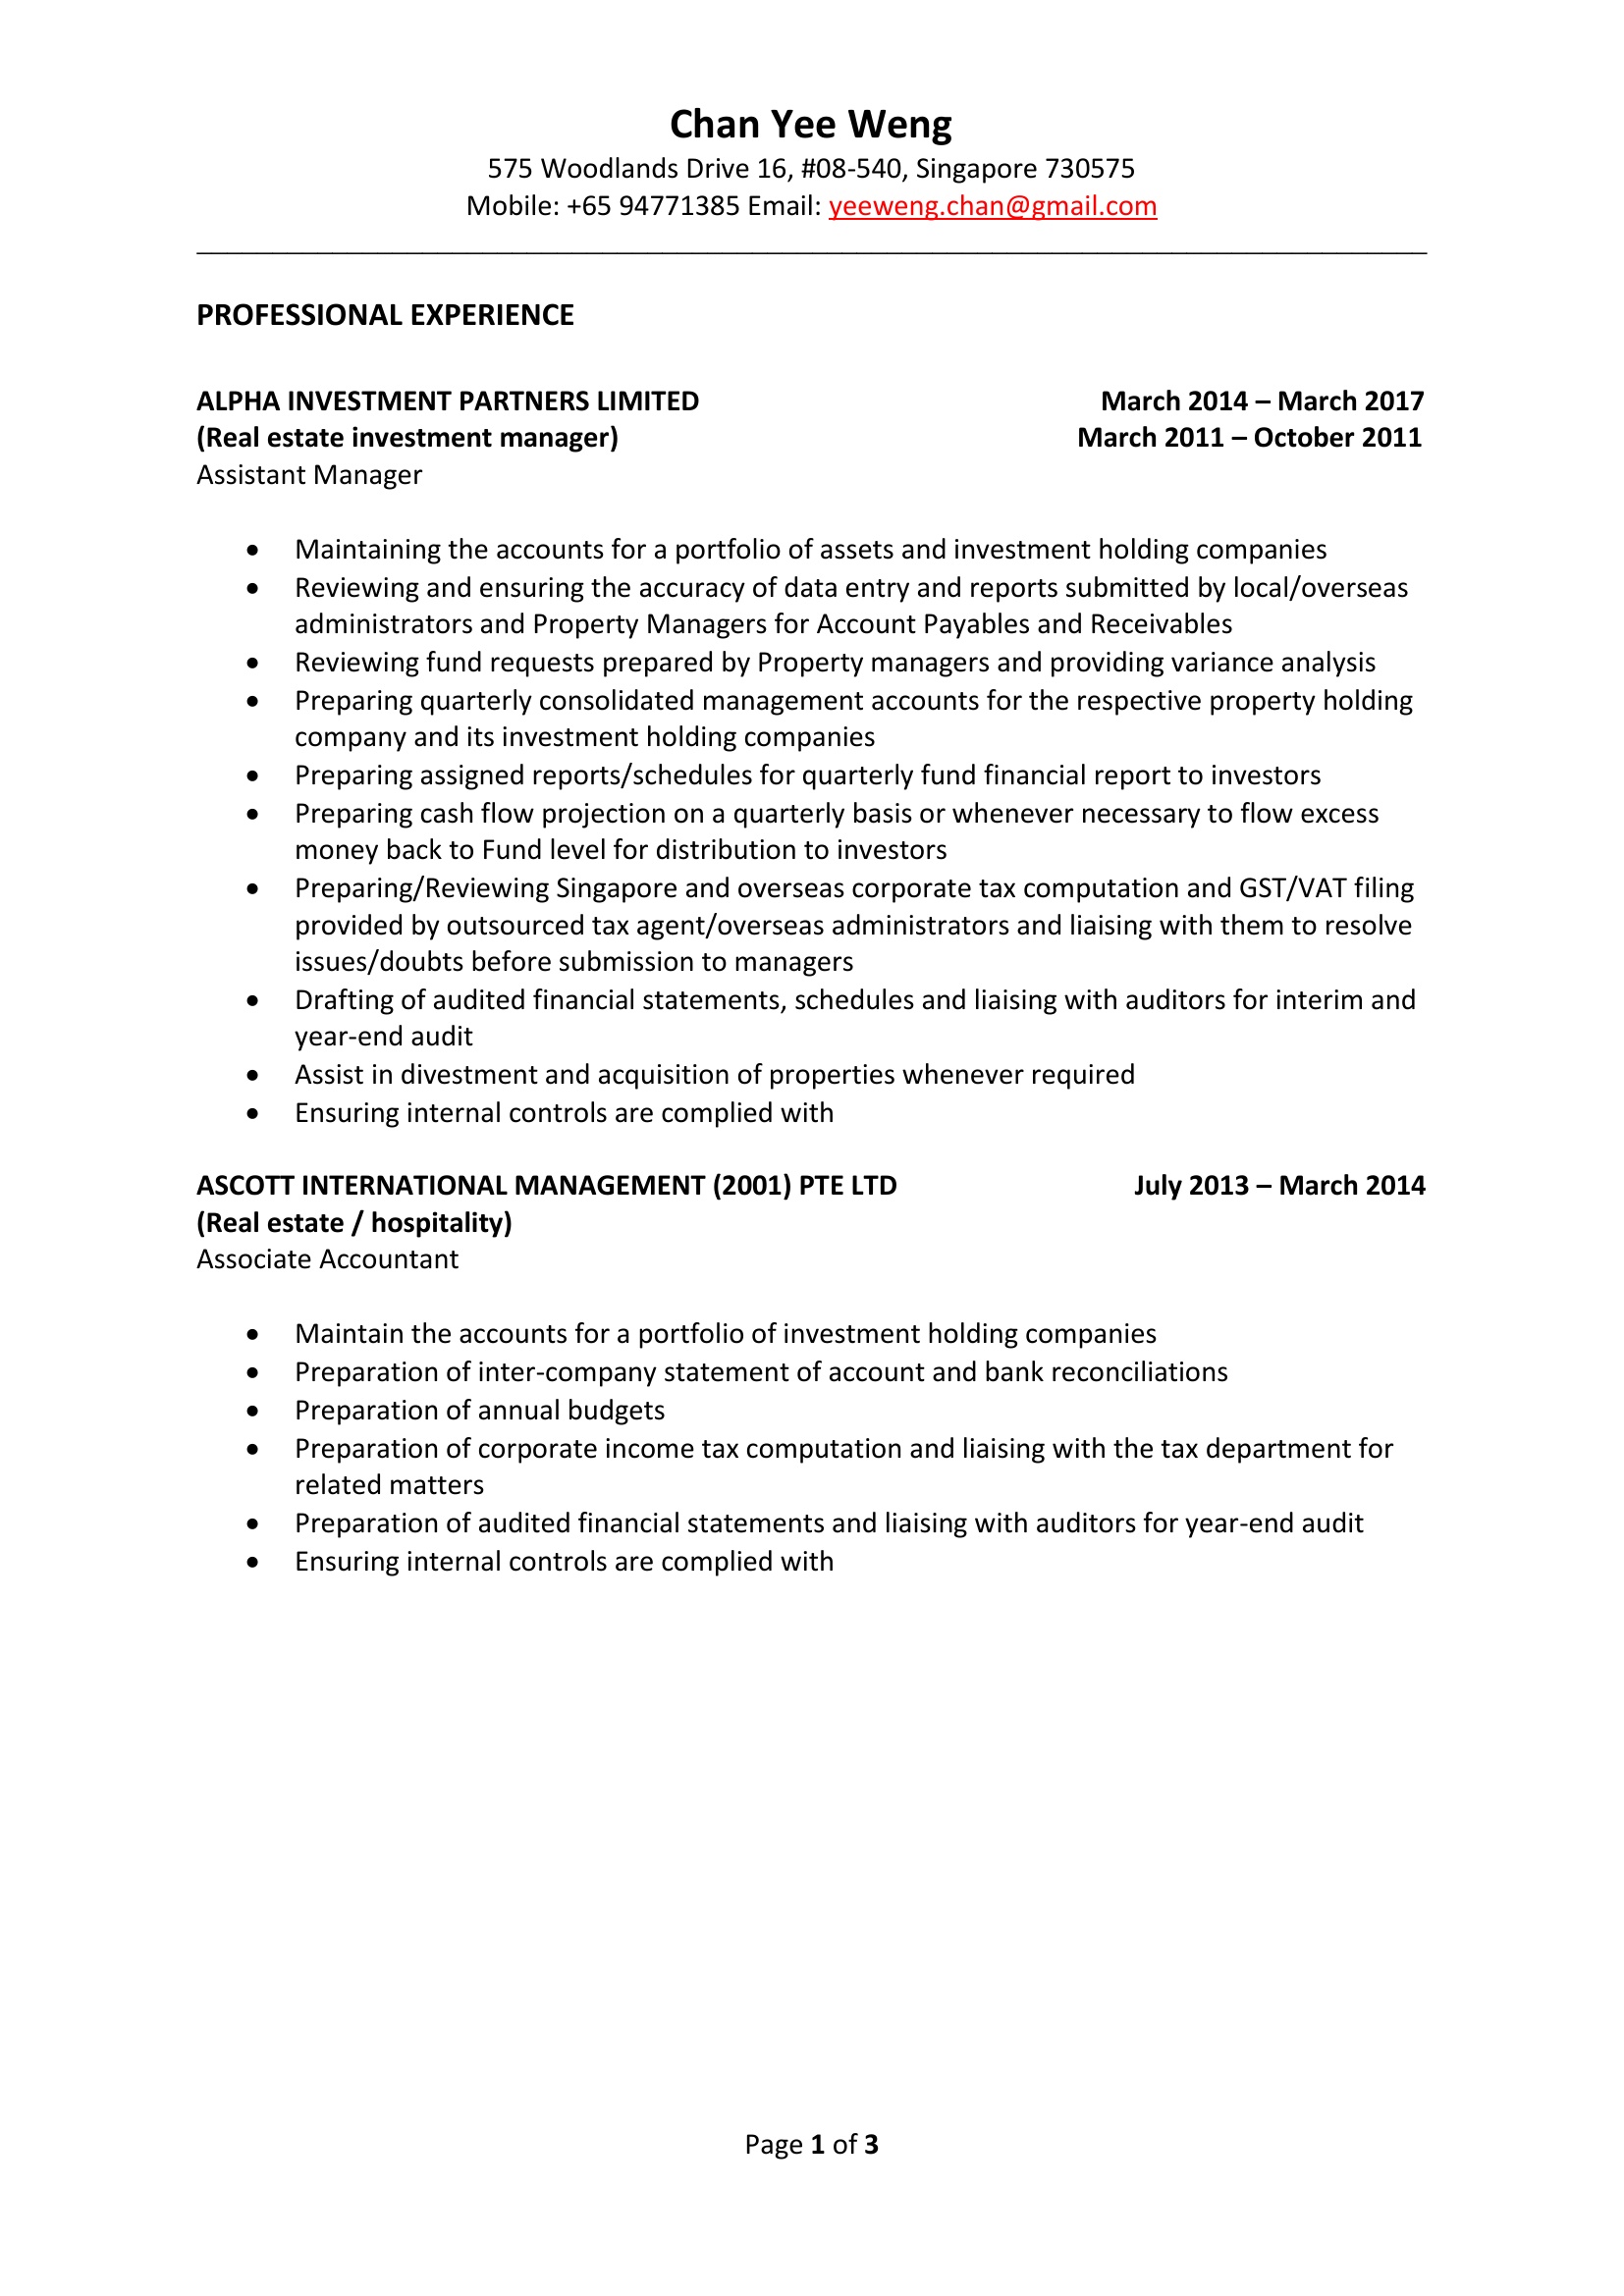 Chan Yee Weng
575 Woodlands Drive 16, #08-540, Singapore 730575
Mobile: +65 94771385 Email: yeeweng.chan@gmail.com
PROFESSIONAL EXPERIENCE
ALPHA INVESTMENT PARTNERS LIMITED March 2014 – March 2017
(Real estate investment manager) March 2011 – October 2011
Assistant Manager
• Maintaining the accounts for a portfolio of assets and investment holding companies
• Reviewing and ensuring the accuracy of data entry and reports submitted by local/overseas
administrators and Property Managers for Account Payables and Receivables
• Reviewing fund requests prepared by Property managers and providing variance analysis
• Preparing quarterly consolidated management accounts for the respective property holding
company and its investment holding companies
• Preparing assigned reports/schedules for quarterly fund financial report to investors
• Preparing cash flow projection on a quarterly basis or whenever necessary to flow excess
money back to Fund level for distribution to investors
• Preparing/Reviewing Singapore and overseas corporate tax computation and GST/VAT filing
provided by outsourced tax agent/overseas administrators and liaising with them to resolve
issues/doubts before submission to managers
• Drafting of audited financial statements, schedules and liaising with auditors for interim and
year-end audit
• Assist in divestment and acquisition of properties whenever required
• Ensuring internal controls are complied with
ASCOTT INTERNATIONAL MANAGEMENT (2001) PTE LTD July 2013 – March 2014
(Real estate / hospitality)
Associate Accountant
• Maintain the accounts for a portfolio of investment holding companies
• Preparation of inter-company statement of account and bank reconciliations
• Preparation of annual budgets
• Preparation of corporate income tax computation and liaising with the tax department for
related matters
• Preparation of audited financial statements and liaising with auditors for year-end audit
• Ensuring internal controls are complied with
Page 1 of 3